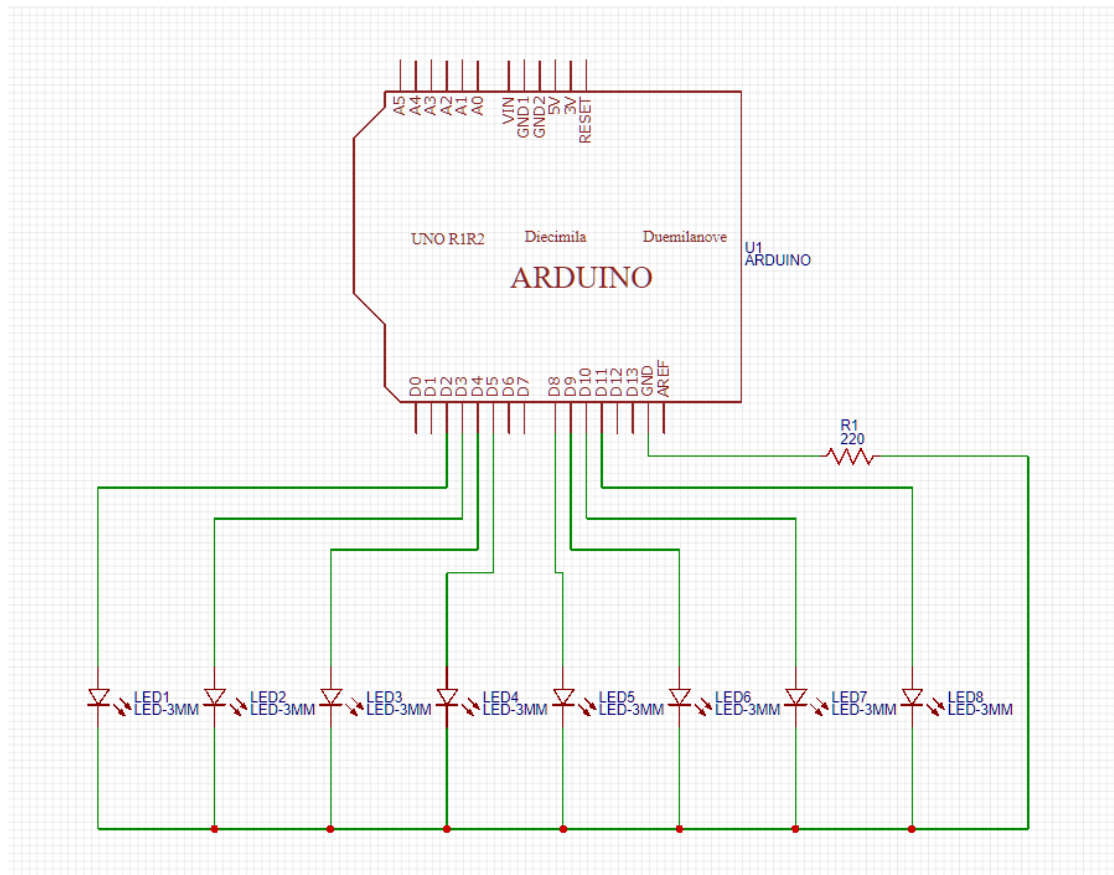 A5
A4
A3
A2
A1
A0
VIN
GND1
GND2
5V
3V
RESET
UNO R1R2
Diecimila
Duemilanove
ARDUINO
U1
ARDUINO
D0
D1
D2
D3
D4
D5
D6
D7
D8
D9
D10
D11
D12
D13
GND
AREF
R1
220
LED1
LED-3MM
LED2
LED-3MM
LED3
LED-3MM
LED4
LED-3MM
LED5
LED-3MM
LED6
LED-3MM
LED7
LED-3MM
LED8
LED-3MM